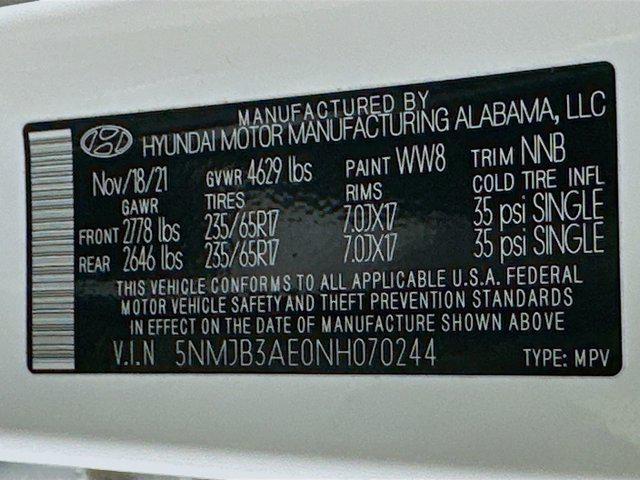 MANUFACTURED BY
HYUNDAI MOTOR MANUFACTURING ALABAMA, LLC
Nov/18/21 GVWR 4629 lbs PAINT WW8 TRIM NNB
GAWR TIRES RIMS COLD TIRE INFL
FRONT 2778 lbs 235/65R17 7.0JX17 35 psi SINGLE
REAR 2646 lbs 235/65R17 7.0JX17 35 psi SINGLE
THIS VEHICLE CONFORMS TO ALL APPLICABLE U.S.A. FEDERAL
MOTOR VEHICLE SAFETY AND THEFT PREVENTION STANDARDS
IN EFFECT ON THE DATE OF MANUFACTURE SHOWN ABOVE
V.I.N 5NMJB3AE0NH070244 TYPE: MPV